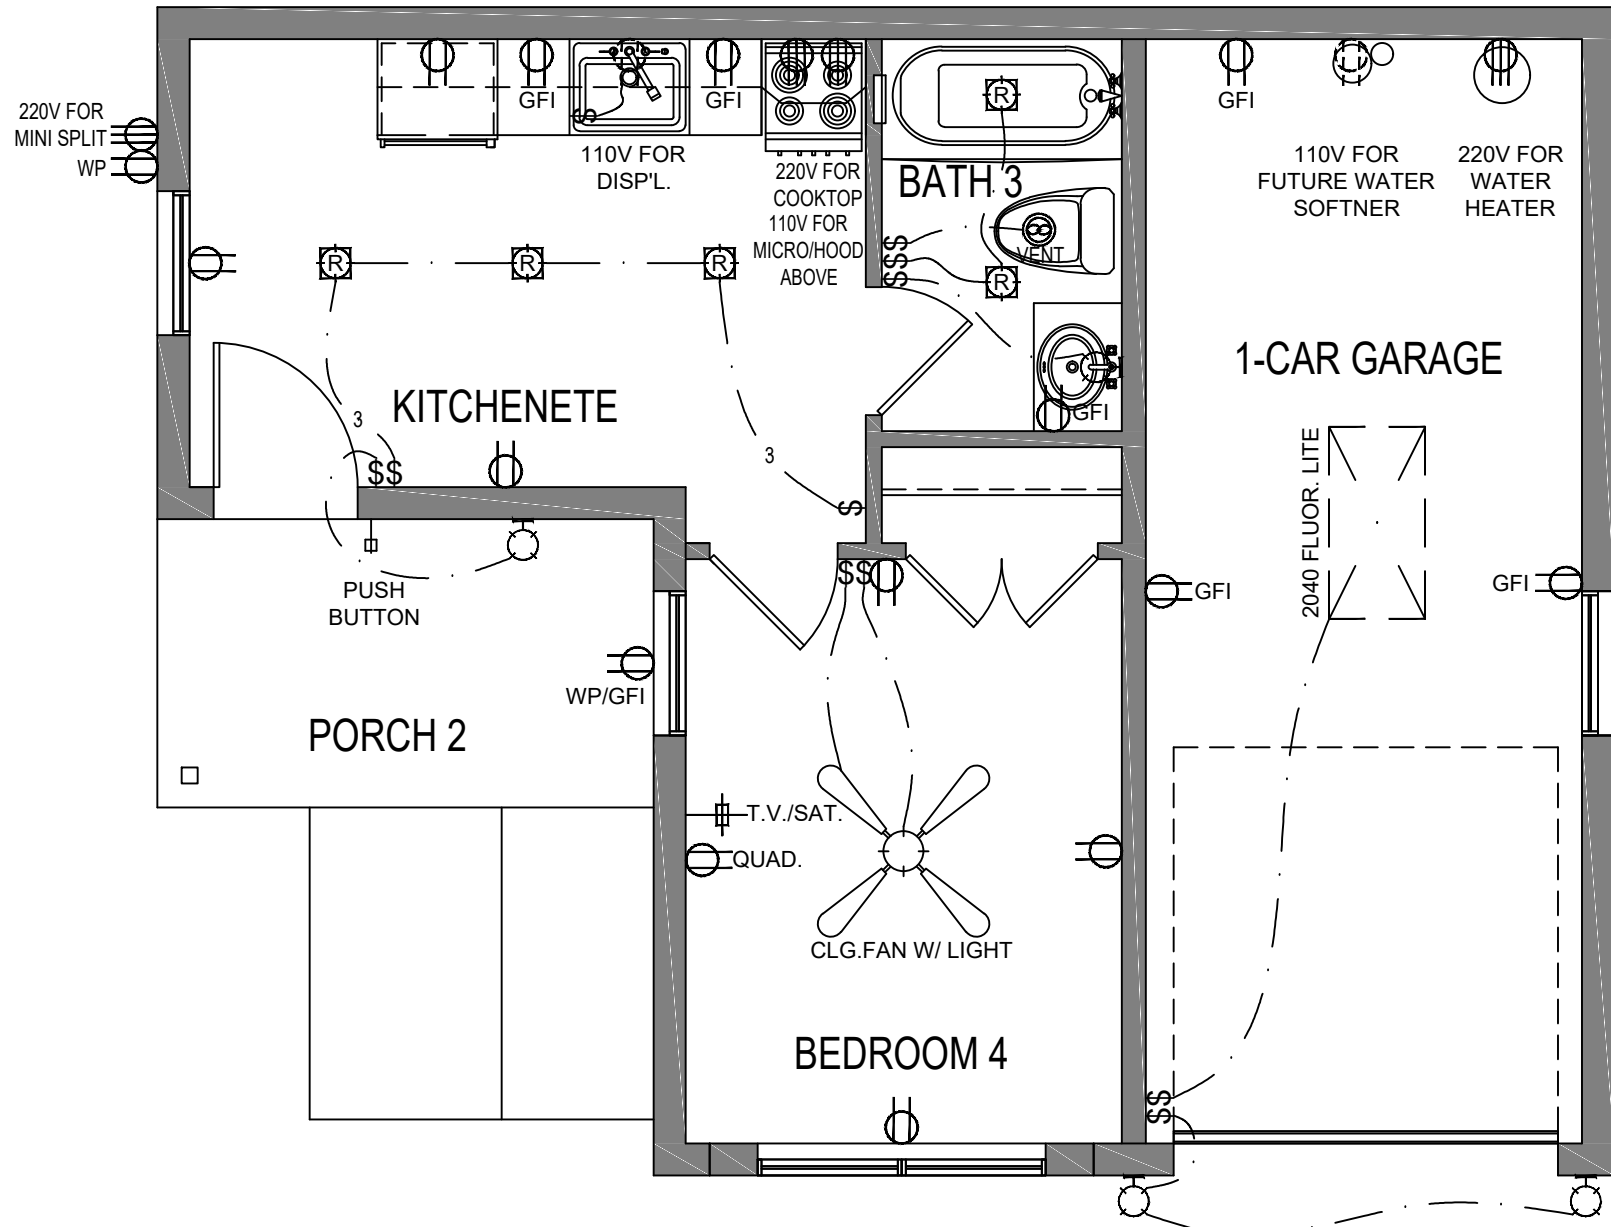 220V FOR
MINI SPLIT
WP
GFI
GFI
110V FOR
DISP'L.
220V FOR
COOKTOP
110V FOR
MICRO/HOOD
ABOVE
R
R
R
$
KITCHENETE
3
3
$$
$
R
BATH 3
VENT
R
$
$
$
GFI
GFI
110V FOR
FUTURE WATER
SOFTNER
220V FOR
WATER
HEATER
1-CAR GARAGE
2040 FLUOR. LITE
GFI
GFI
PUSH
BUTTON
WP/GFI
PORCH 2
$$
T.V./SAT.
QUAD.
CLG.FAN W/ LIGHT
BEDROOM 4
$
$